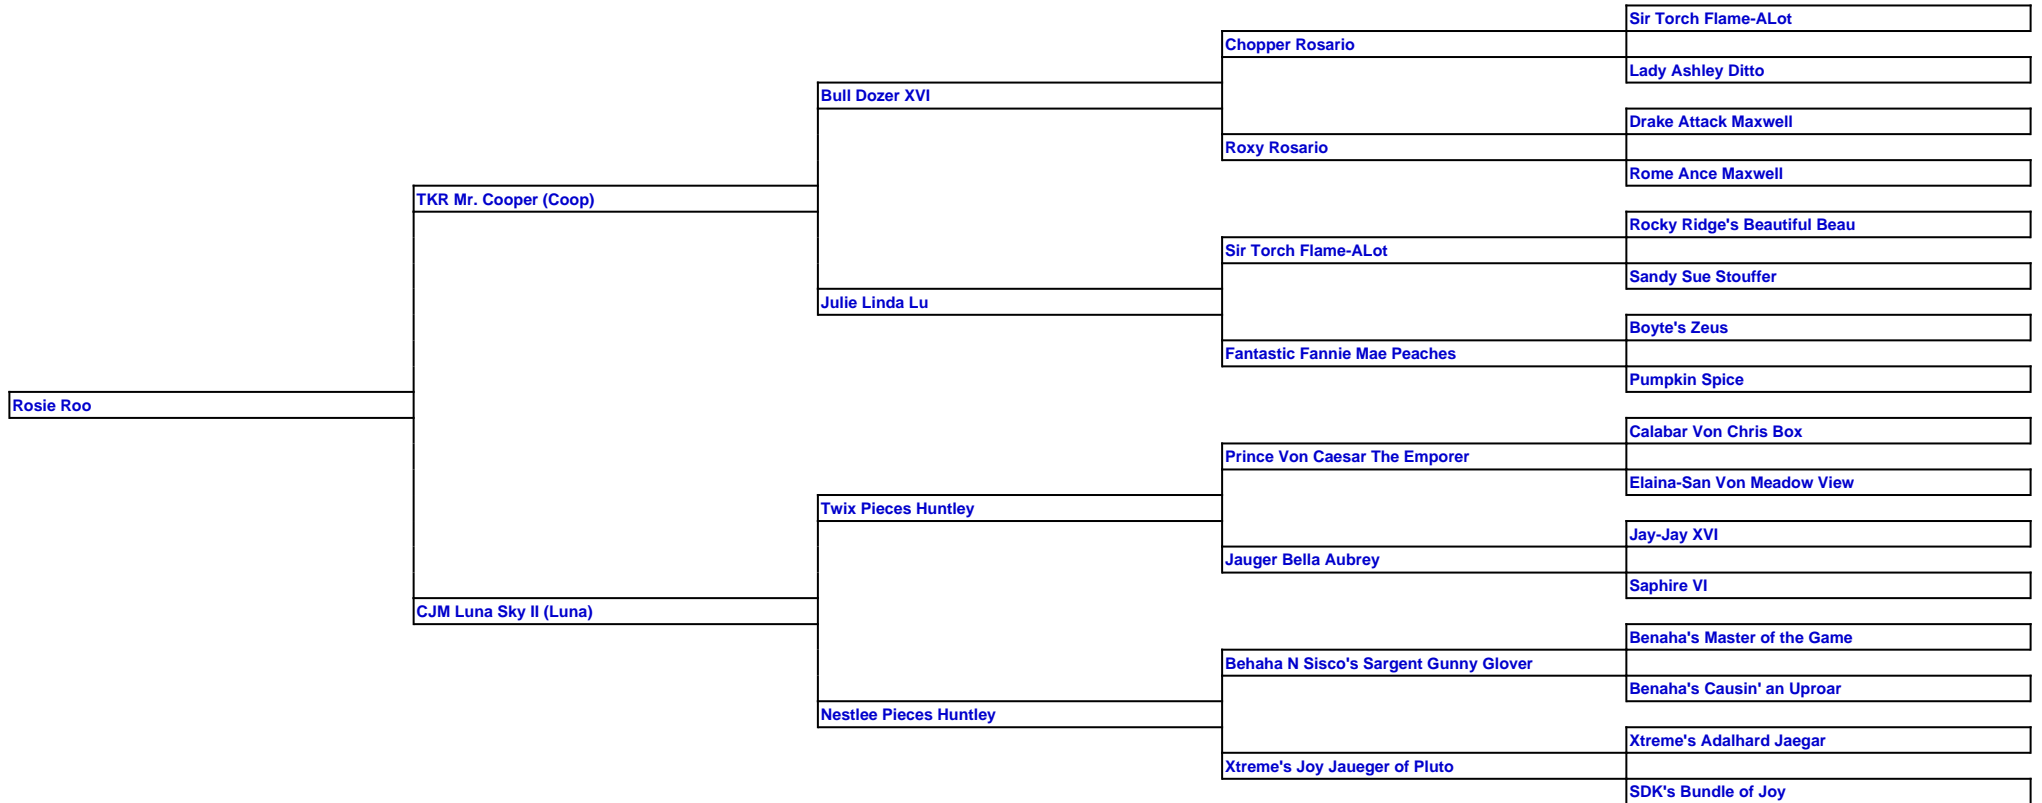 Sir Torch Flame-ALot
Chopper Rosario
Lady Ashley Ditto
Bull Dozer XVI
Drake Attack Maxwell
Roxy Rosario
Rome Ance Maxwell
TKR Mr. Cooper (Coop)
Rocky Ridge's Beautiful Beau
Sir Torch Flame-ALot
Sandy Sue Stouffer
Julie Linda Lu
Boyte's Zeus
Fantastic Fannie Mae Peaches
Pumpkin Spice
Rosie Roo
Calabar Von Chris Box
Prince Von Caesar The Emporer
Elaina-San Von Meadow View
Twix Pieces Huntley
Jay-Jay XVI
Jauger Bella Aubrey
Saphire VI
CJM Luna Sky II (Luna)
Benaha's Master of the Game
Behaha N Sisco's Sargent Gunny Glover
Benaha's Causin' an Uproar
Nestlee Pieces Huntley
Xtreme's Adalhard Jaegar
Xtreme's Joy Jaueger of Pluto
SDK's Bundle of Joy